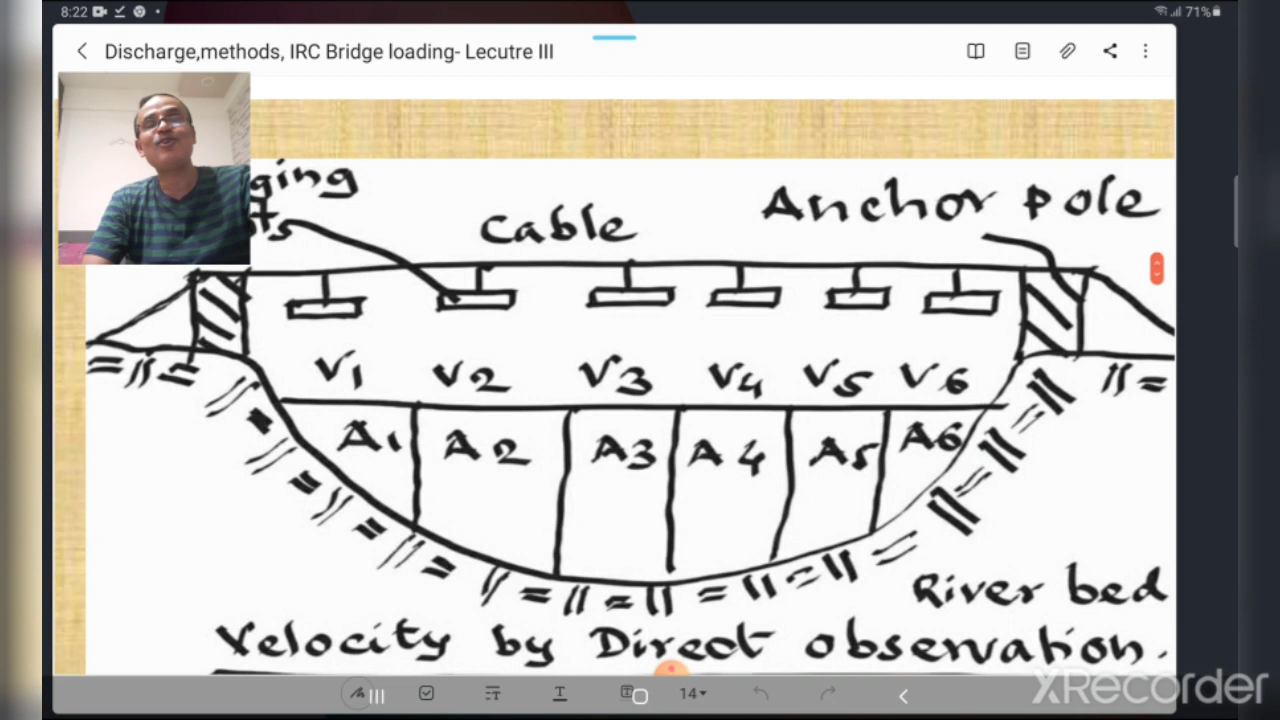 8:22
71%
Discharge,methods, IRC Bridge loading- Lecutre III
ging
Cable
Anchor pole
V1 V2 V3 V4 V5 V6
A1 A2 A3 A4 A5 A6
River bed
Velocity by Direct observation.
14
XRecorder